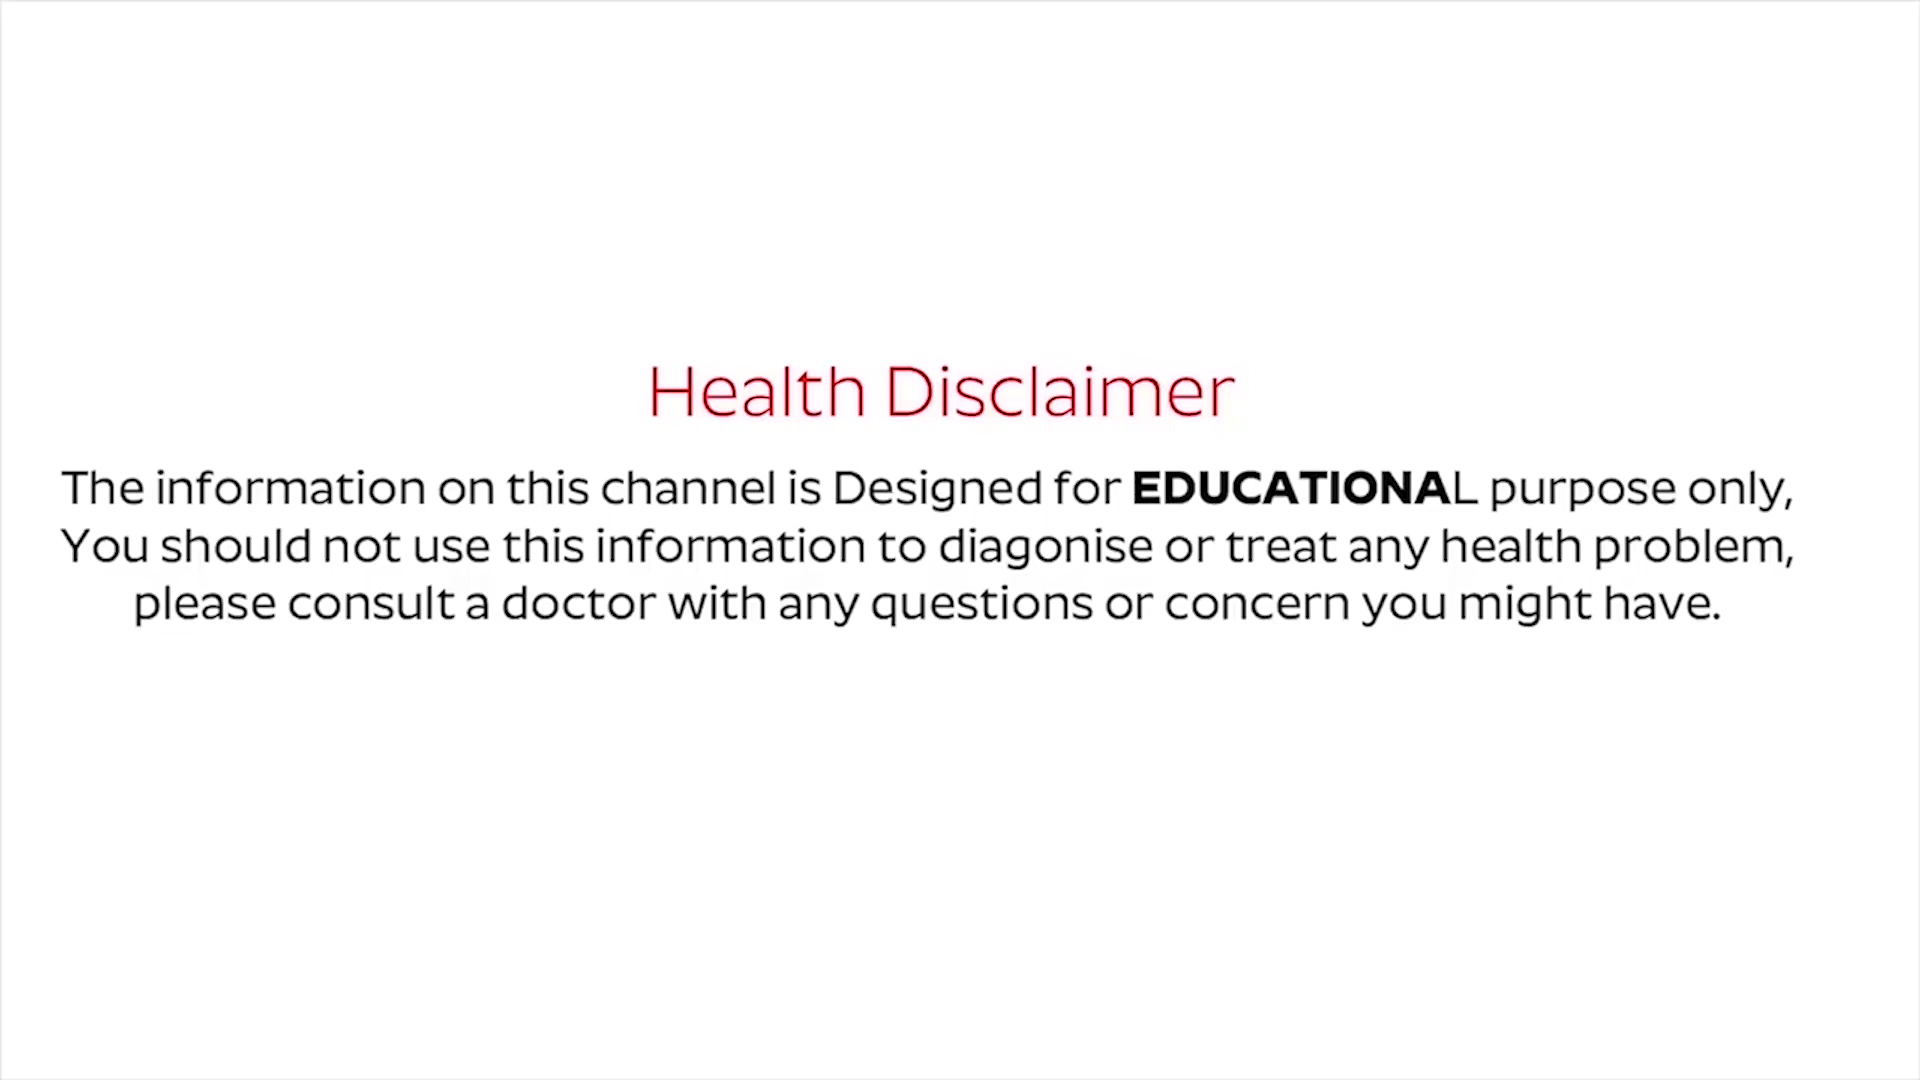 Health Disclaimer
The information on this channel is Designed for EDUCATIONAL purpose only,
You should not use this information to diagonise or treat any health problem,
please consult a doctor with any questions or concern you might have.